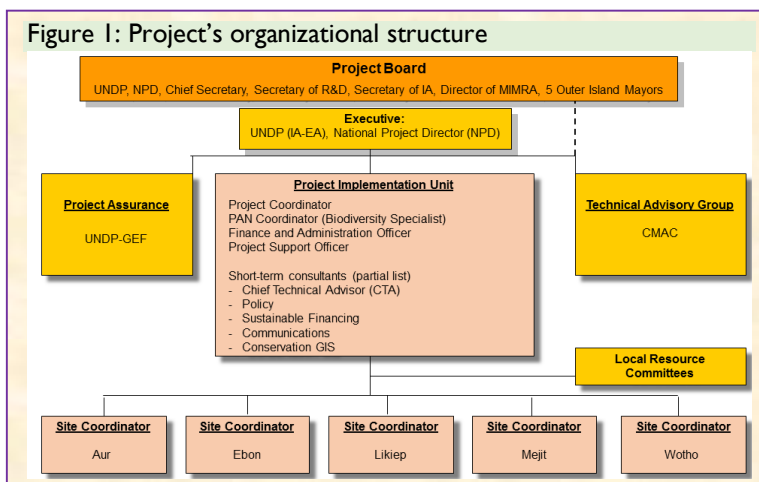 Figure 1: Project's organizational structure
Project Board
UNDP, NPD, Chief Secretary, Secretary of R&D, Secretary of IA, Director of MIMRA, 5 Outer Island Mayors
Executive:
UNDP (IA-EA), National Project Director (NPD)
Project Assurance
UNDP-GEF
Project Implementation Unit
Project Coordinator
PAN Coordinator (Biodiversity Specialist)
Finance and Administration Officer
Project Support Officer
Short-term consultants (partial list)
- Chief Technical Advisor (CTA)
- Policy
- Sustainable Financing
- Communications
- Conservation GIS
Technical Advisory Group
CMAC
Local Resource
Committees
Site Coordinator
Aur
Site Coordinator
Ebon
Site Coordinator
Likiep
Site Coordinator
Mejit
Site Coordinator
Wotho